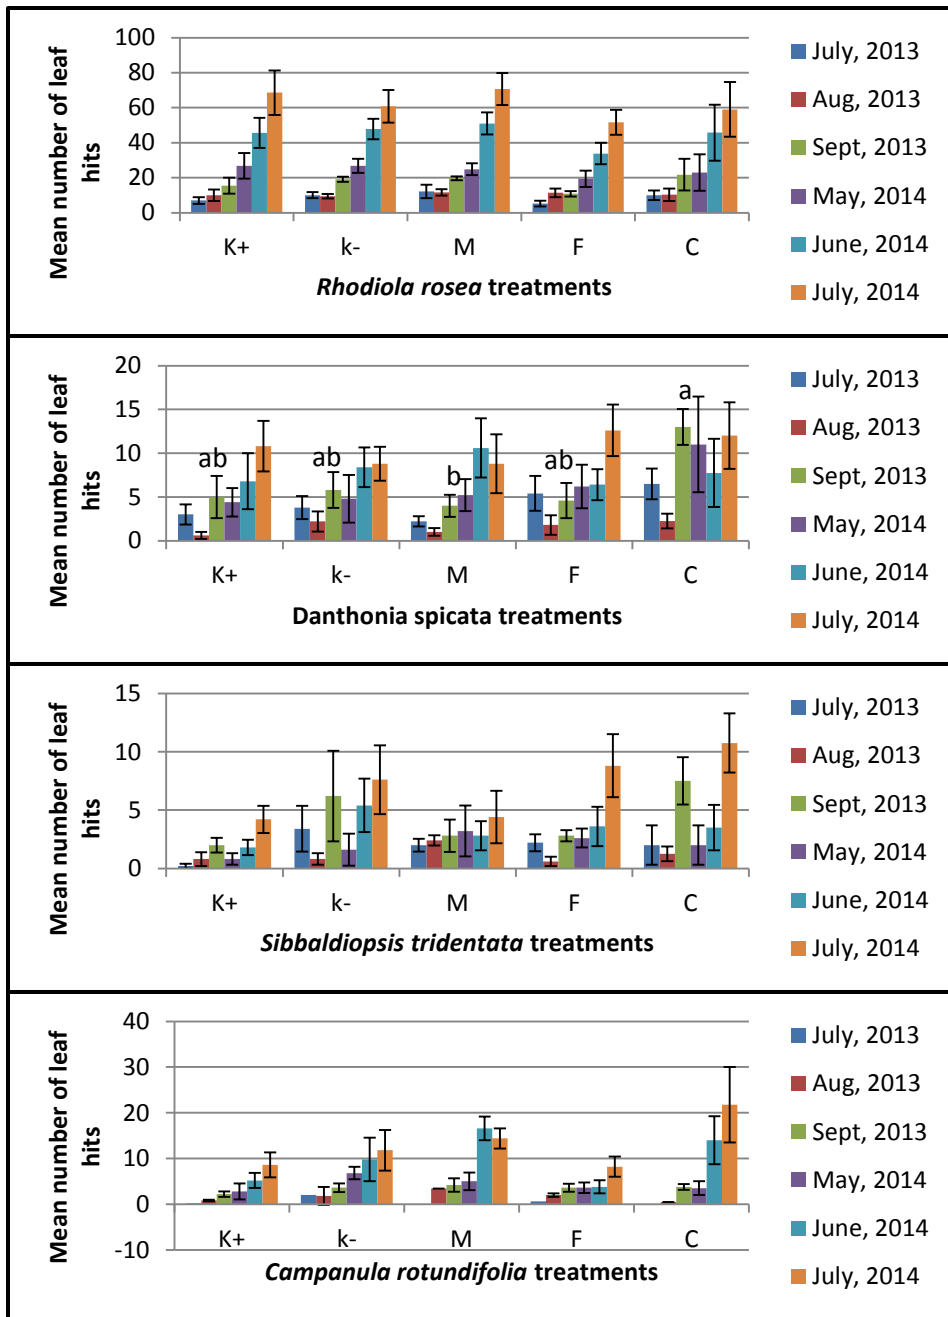 Mean number of leaf
hits
100
80
60
40
20
0
K+ k- M F C
Rhodiola rosea treatments
July, 2013
Aug, 2013
Sept, 2013
May, 2014
June, 2014
July, 2014
Mean number of leaf
hits
20
15
10
5
0
ab ab b ab a
K+ k- M F C
Danthonia spicata treatments
July, 2013
Aug, 2013
Sept, 2013
May, 2014
June, 2014
July, 2014
Mean number of leaf
hits
15
10
5
0
K+ k- M F C
Sibbaldiopsis tridentata treatments
July, 2013
Aug, 2013
Sept, 2013
May, 2014
June, 2014
July, 2014
Mean number of leaf
hits
40
30
20
10
0
-10
K+ k- M F C
Campanula rotundifolia treatments
July, 2013
Aug, 2013
Sept, 2013
May, 2014
June, 2014
July, 2014